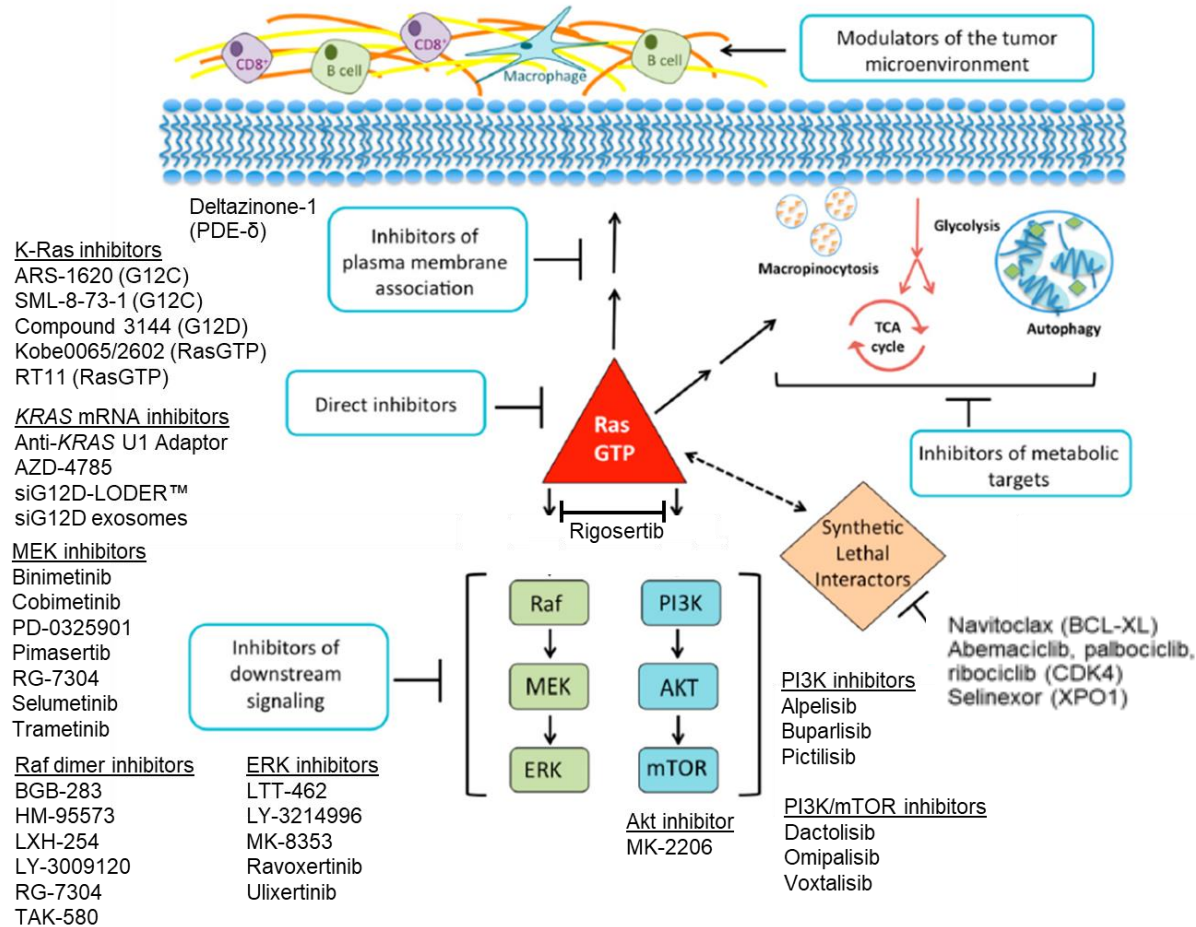 CD8⁺
B cell
CD8⁺
Macrophage
B cell
Modulators of the tumor
microenvironment
Deltazinone-1
(PDE-δ)
Inhibitors of
plasma membrane
association
Macropinocytosis
Glycolysis
TCA
cycle
Autophagy
K-Ras inhibitors
ARS-1620 (G12C)
SML-8-73-1 (G12C)
Compound 3144 (G12D)
Kobe0065/2602 (RasGTP)
RT11 (RasGTP)
Direct inhibitors
Ras
GTP
Inhibitors of metabolic
targets
KRAS mRNA inhibitors
Anti-KRAS U1 Adaptor
AZD-4785
siG12D-LODER™
siG12D exosomes
Rigosertib
Synthetic
Lethal
Interactors
Navitoclax (BCL-XL)
Abemaciclib, palbociclib,
ribociclib (CDK4)
Selinexor (XPO1)
MEK inhibitors
Binimetinib
Cobimetinib
PD-0325901
Pimasertib
RG-7304
Selumetinib
Trametinib
Inhibitors of
downstream
signaling
Raf
MEK
ERK
PI3K
AKT
mTOR
PI3K inhibitors
Alpelisib
Buparlisib
Pictilisib
Raf dimer inhibitors
BGB-283
HM-95573
LXH-254
LY-3009120
RG-7304
TAK-580
ERK inhibitors
LTT-462
LY-3214996
MK-8353
Ravoxertinib
Ulixertinib
Akt inhibitor
MK-2206
PI3K/mTOR inhibitors
Dactolisib
Omipalisib
Voxtalisib